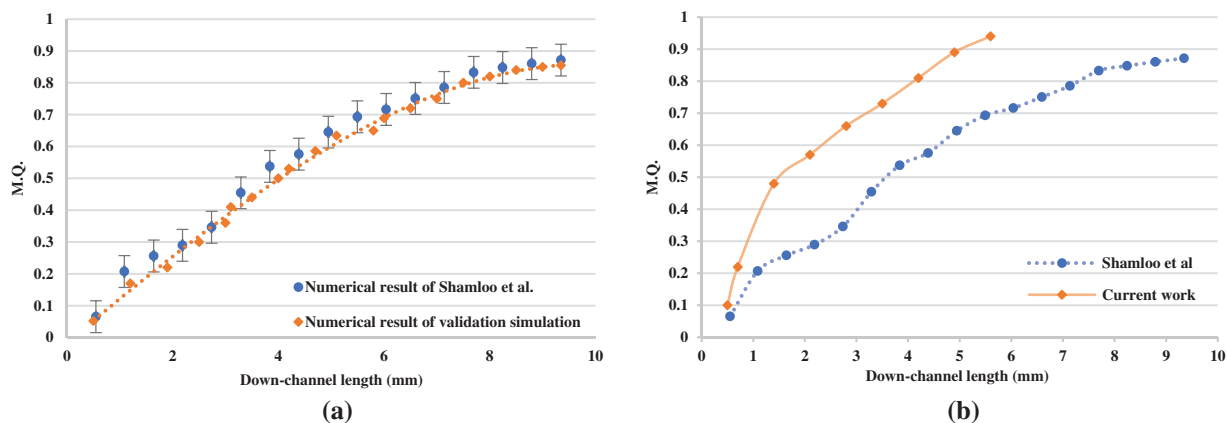 1
0.9
0.8
0.7
0.6
0.5
0.4
0.3
0.2
0.1
0
M.Q.
Numerical result of Shamloo et al.
Numerical result of validation simulation
0 2 4 6 8 10
Down-channel length (mm)
(a)
1
0.9
0.8
0.7
0.6
0.5
0.4
0.3
0.2
0.1
0
M.Q.
Shamloo et al
Current work
0 1 2 3 4 5 6 7 8 9 10
Down-channel length (mm)
(b)